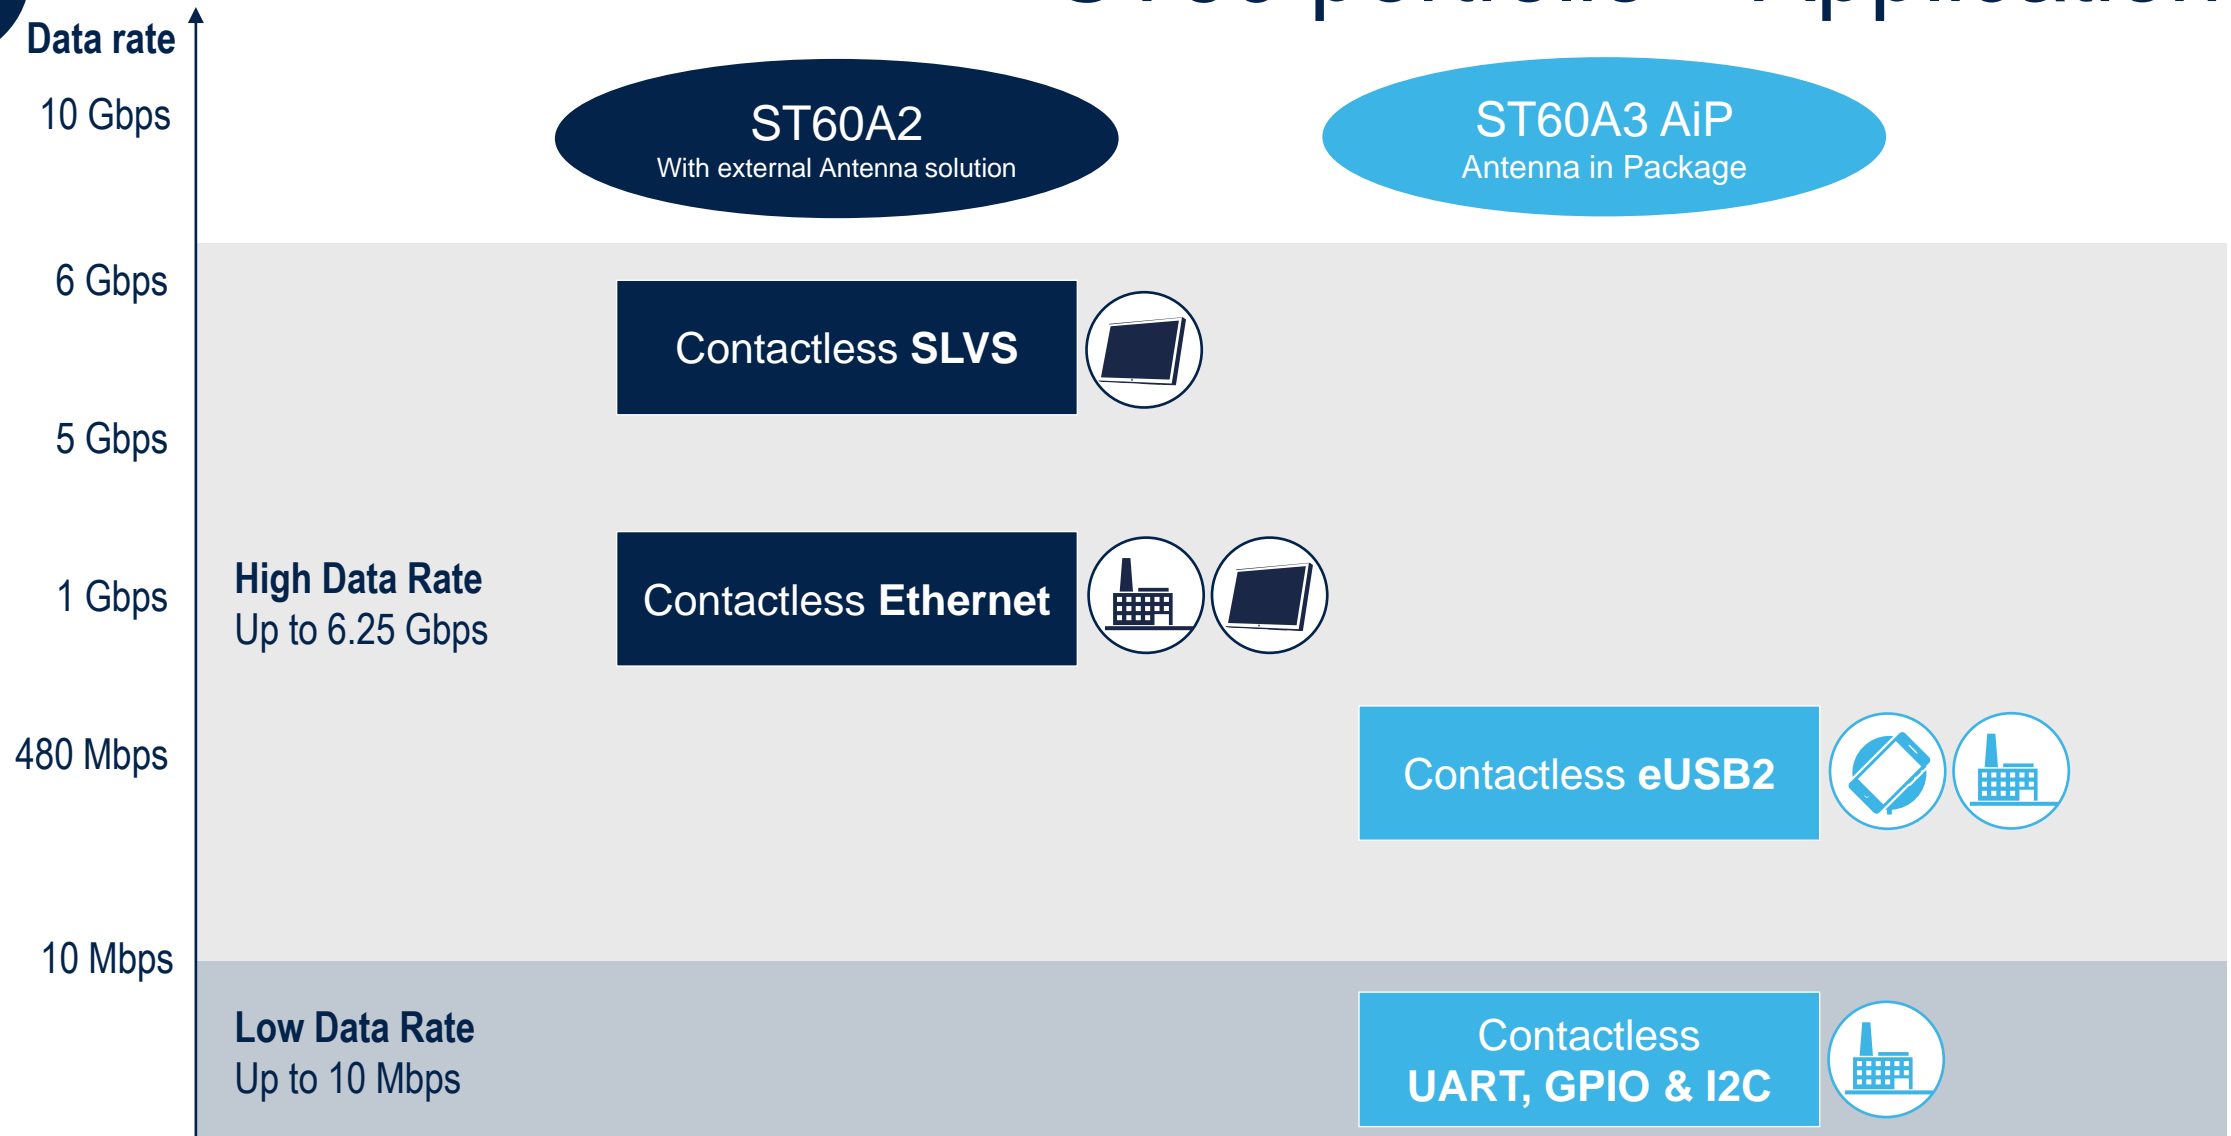 Data rate
10 Gbps
ST60A2
With external Antenna solution
ST60A3 AiP
Antenna in Package
6 Gbps
Contactless SLVS
5 Gbps
High Data Rate
Up to 6.25 Gbps
1 Gbps
Contactless Ethernet
480 Mbps
Contactless eUSB2
10 Mbps
Low Data Rate
Up to 10 Mbps
Contactless
UART, GPIO & I2C